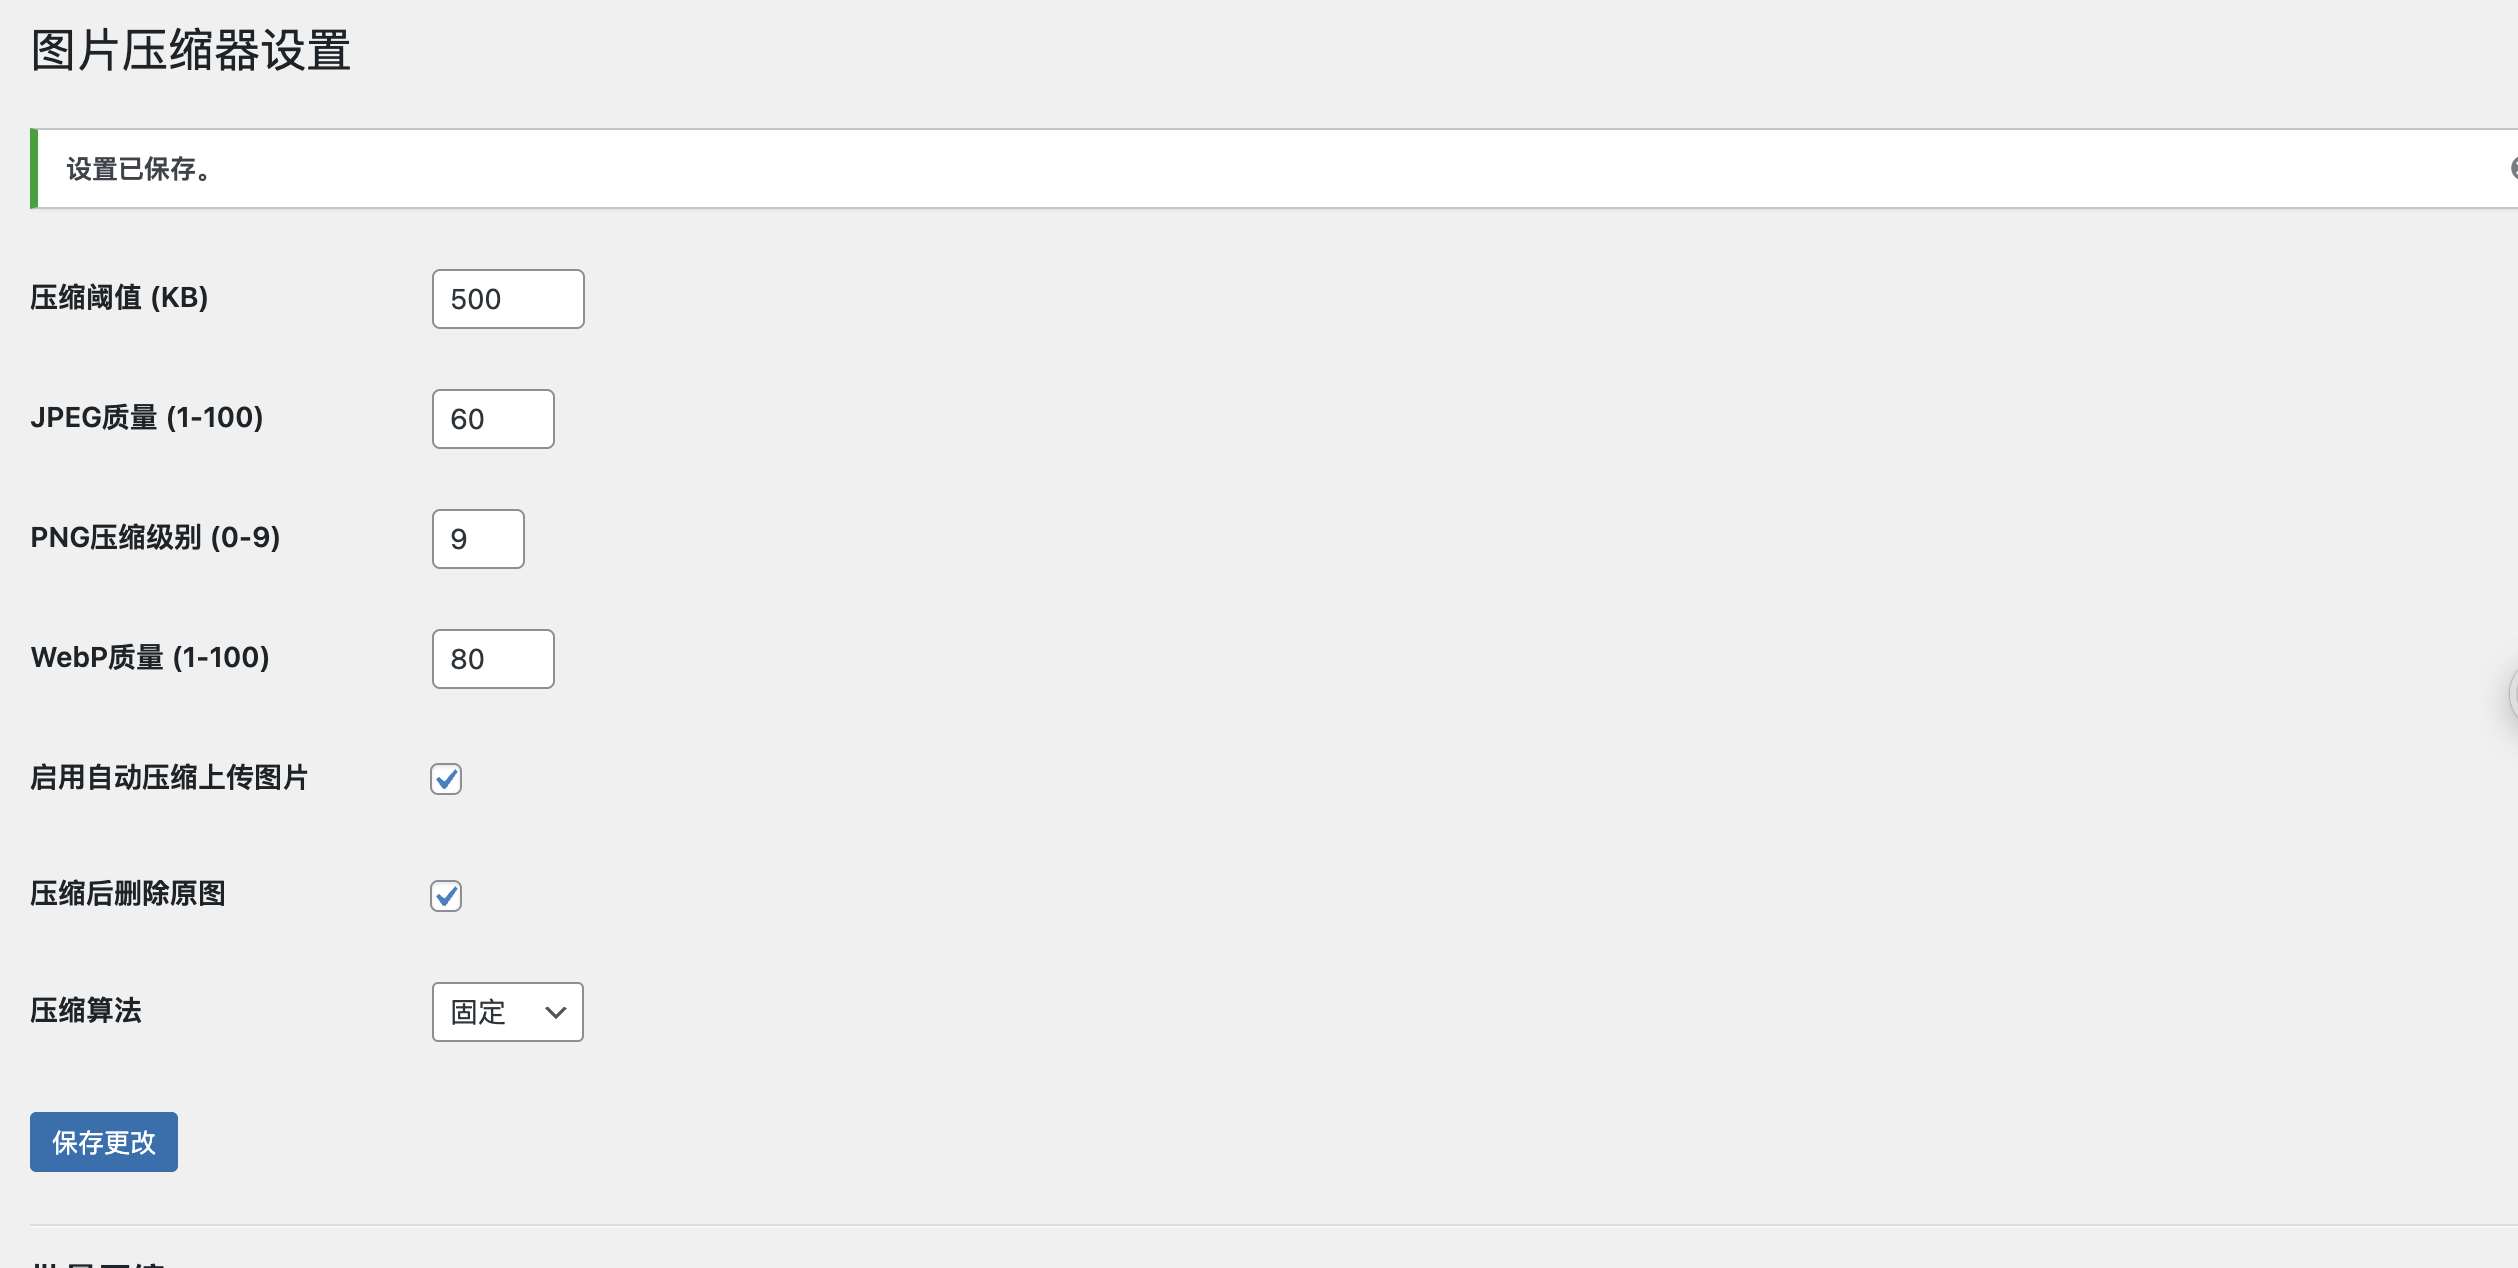 图片压缩器设置
设置已保存。
压缩阈值 (KB)
500
JPEG质量 (1-100)
60
PNG压缩级别 (0-9)
9
WebP质量 (1-100)
80
启用自动压缩上传图片
压缩后删除原图
压缩算法
固定
保存更改